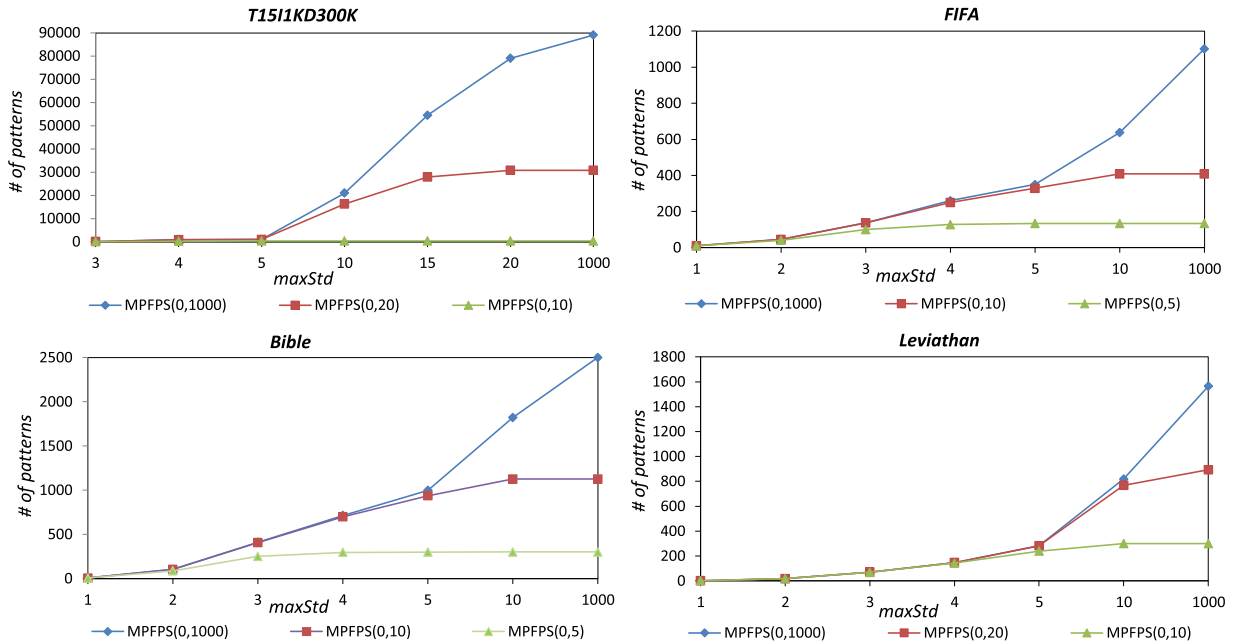 T15I1KD300K
90000
80000
70000
60000
50000
40000
30000
20000
10000
0
# of patterns
3 4 5 10 15 20 1000
maxStd
MPFPS(0,1000) MPFPS(0,20) MPFPS(0,10)
FIFA
1200
1000
800
600
400
200
0
# of patterns
1 2 3 4 5 10 1000
maxStd
MPFPS(0,1000) MPFPS(0,10) MPFPS(0,5)
Bible
2500
2000
1500
1000
500
0
# of patterns
1 2 3 4 5 10 1000
maxStd
MPFPS(0,1000) MPFPS(0,10) MPFPS(0,5)
Leviathan
1800
1600
1400
1200
1000
800
600
400
200
0
# of patterns
1 2 3 4 5 10 1000
maxStd
MPFPS(0,1000) MPFPS(0,20) MPFPS(0,10)